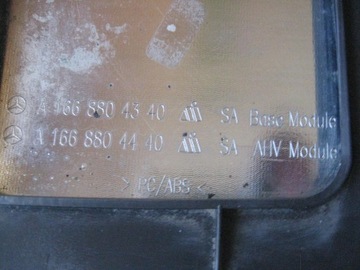 A 166 880 43 40 SA Base Module
A 166 880 44 40 SA AHV Module
> PC/ABS <